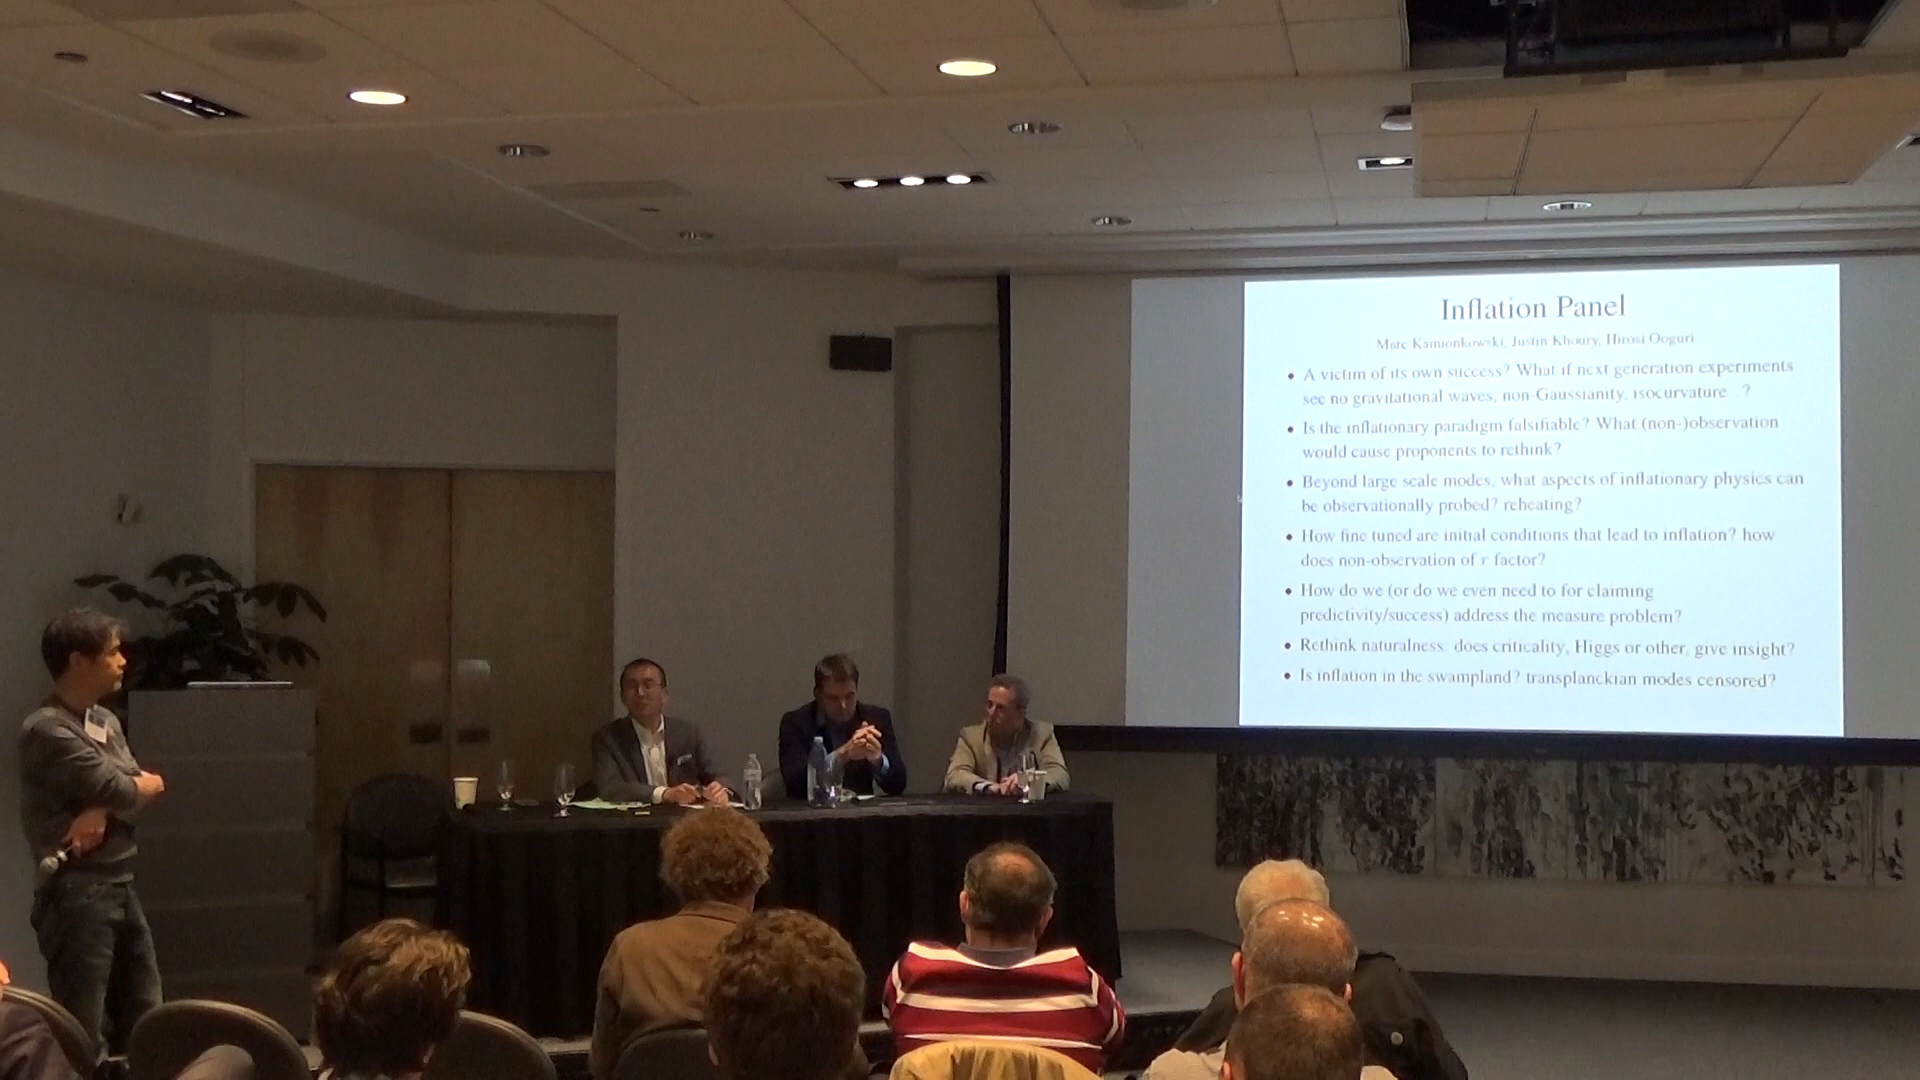 Inflation Panel
Marc Kamionkowski, Justin Khoury, Hirosi Ooguri
• A victim of its own success? What if next generation experiments
see no gravitational waves, non-Gaussianity, isocurvature...?
• Is the inflationary paradigm falsifiable? What (non-)observation
would cause proponents to rethink?
• Beyond large scale modes, what aspects of inflationary physics can
be observationally probed? reheating?
• How fine tuned are initial conditions that lead to inflation? how
does non-observation of r factor?
• How do we (or do we even need to for claiming
predictivity/success) address the measure problem?
• Rethink naturalness: does criticality, Higgs or other, give insight?
• Is inflation in the swampland? transplanckian modes censored?